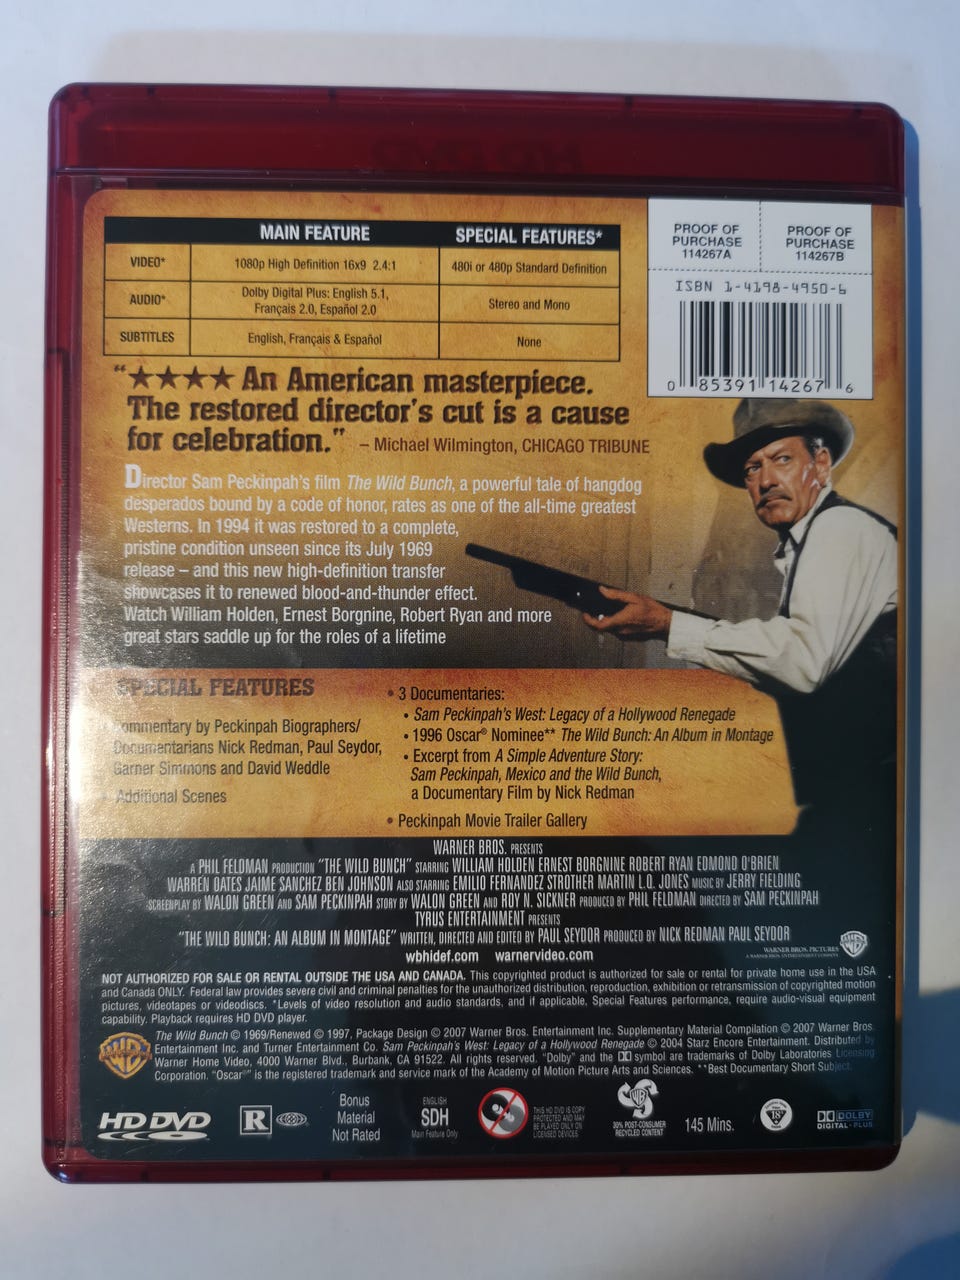 HD DVD
MAIN FEATURE SPECIAL FEATURES*
VIDEO* 1080p High Definition 16x9 2.4:1 480i or 480p Standard Definition
AUDIO* Dolby Digital Plus: English 5.1, Français 2.0, Español 2.0 Stereo and Mono
SUBTITLES English, Français & Español None
PROOF OF PURCHASE 114267A
PROOF OF PURCHASE 114267B
ISBN 1-4198-4950-6
0 85391 14267 6
"★★★★ An American masterpiece.
The restored director's cut is a cause
for celebration." – Michael Wilmington, CHICAGO TRIBUNE
Director Sam Peckinpah's film The Wild Bunch, a powerful tale of hangdog
desperados bound by a code of honor, rates as one of the all-time greatest
Westerns. In 1994 it was restored to a complete,
pristine condition unseen since its July 1969
release – and this new high-definition transfer
showcases it to renewed blood-and-thunder effect.
Watch William Holden, Ernest Borgnine, Robert Ryan and more
great stars saddle up for the roles of a lifetime
SPECIAL FEATURES
• Commentary by Peckinpah Biographers/
Documentarians Nick Redman, Paul Seydor,
Garner Simmons and David Weddle
• Additional Scenes
• 3 Documentaries:
• Sam Peckinpah's West: Legacy of a Hollywood Renegade
• 1996 Oscar® Nominee** The Wild Bunch: An Album in Montage
• Excerpt from A Simple Adventure Story:
Sam Peckinpah, Mexico and the Wild Bunch,
a Documentary Film by Nick Redman
• Peckinpah Movie Trailer Gallery
WARNER BROS. PRESENTS
A PHIL FELDMAN PRODUCTION "THE WILD BUNCH" STARRING WILLIAM HOLDEN ERNEST BORGNINE ROBERT RYAN EDMOND O'BRIEN
WARREN OATES JAIME SANCHEZ BEN JOHNSON ALSO STARRING EMILIO FERNANDEZ STROTHER MARTIN L.Q. JONES MUSIC BY JERRY FIELDING
SCREENPLAY BY WALON GREEN AND SAM PECKINPAH STORY BY WALON GREEN AND ROY N. SICKNER PRODUCED BY PHIL FELDMAN DIRECTED BY SAM PECKINPAH
TYRUS ENTERTAINMENT PRESENTS
"THE WILD BUNCH: AN ALBUM IN MONTAGE" WRITTEN, DIRECTED AND EDITED BY PAUL SEYDOR PRODUCED BY NICK REDMAN PAUL SEYDOR
wbhidef.com warnervideo.com
WARNER BROS. PICTURES
A WARNER BROS. ENTERTAINMENT COMPANY
NOT AUTHORIZED FOR SALE OR RENTAL OUTSIDE THE USA AND CANADA. This copyrighted product is authorized for sale or rental for private home use in the USA
and Canada ONLY. Federal law provides severe civil and criminal penalties for the unauthorized distribution, reproduction, exhibition or retransmission of copyrighted motion
pictures, videotapes or videodiscs. *Levels of video resolution and audio standards, and if applicable, Special Features performance, require audio-visual equipment
capability. Playback requires HD DVD player.
The Wild Bunch © 1969/Renewed © 1997, Package Design © 2007 Warner Bros. Entertainment Inc. Supplementary Material Compilation © 2007 Warner Bros.
Entertainment Inc. and Turner Entertainment Co. Sam Peckinpah's West: Legacy of a Hollywood Renegade © 2004 Starz Encore Entertainment. Distributed by
Warner Home Video, 4000 Warner Blvd., Burbank, CA 91522. All rights reserved. "Dolby" and the DD symbol are trademarks of Dolby Laboratories Licensing
Corporation. "Oscar®" is the registered trademark and service mark of the Academy of Motion Picture Arts and Sciences. **Best Documentary Short Subject.
HD DVD
R
Bonus
Material
Not Rated
ENGLISH
SDH
Main Feature Only
THIS HD DVD IS COPY
PROTECTED AND MAY
BE PLAYED ONLY ON
LICENSED DEVICES.
30% POST-CONSUMER
RECYCLED CONTENT
145 Mins.
18
DOLBY
DIGITAL-PLUS